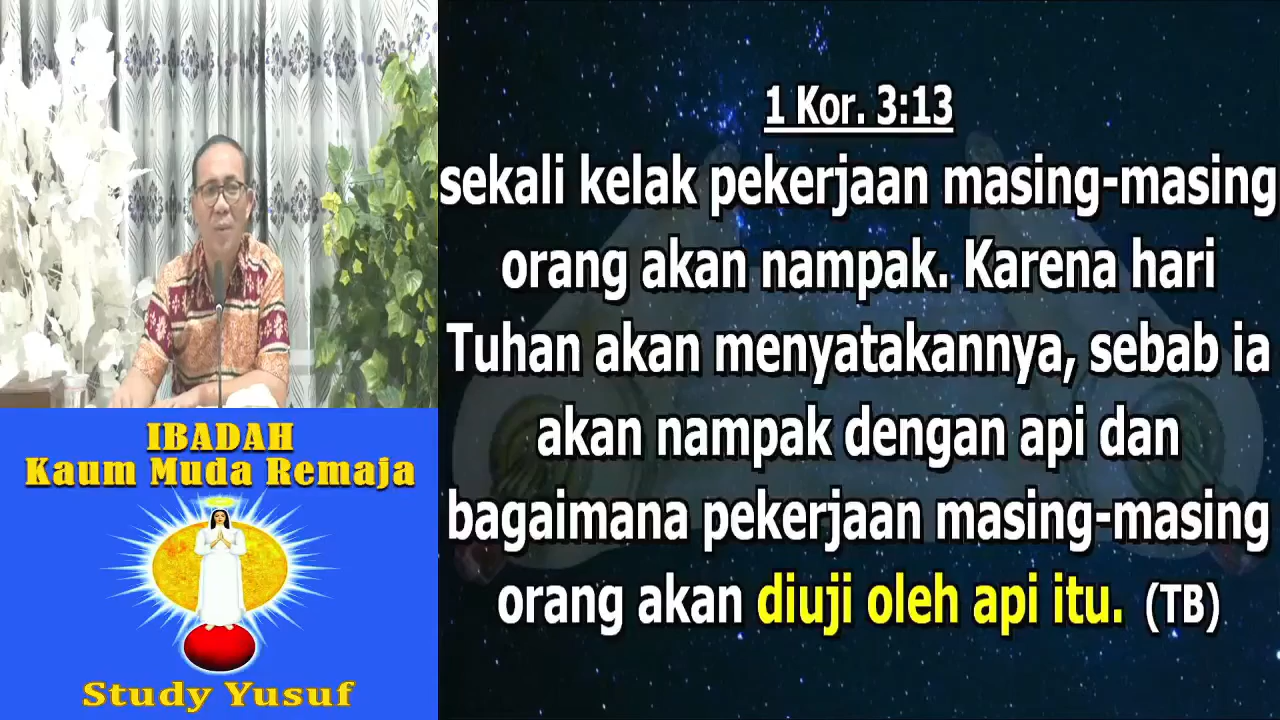 1 Kor. 3:13
sekali kelak pekerjaan masing-masing
orang akan nampak. Karena hari
Tuhan akan menyatakannya, sebab ia
akan nampak dengan api dan
bagaimana pekerjaan masing-masing
orang akan diuji oleh api itu. (TB)
IBADAH
Kaum Muda Remaja
Study Yusuf